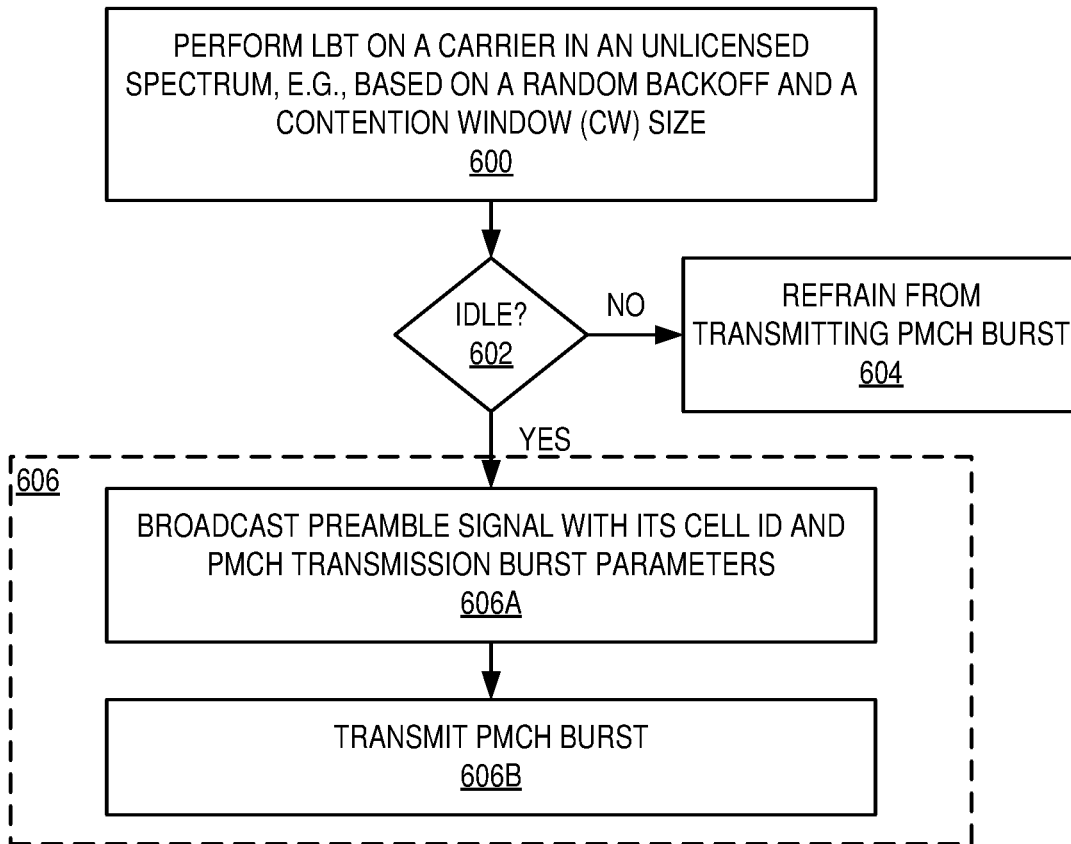 PERFORM LBT ON A CARRIER IN AN UNLICENSED
SPECTRUM, E.G., BASED ON A RANDOM BACKOFF AND A
CONTENTION WINDOW (CW) SIZE
600
IDLE?
602
NO
REFRAIN FROM
TRANSMITTING PMCH BURST
604
YES
606
BROADCAST PREAMBLE SIGNAL WITH ITS CELL ID AND
PMCH TRANSMISSION BURST PARAMETERS
606A
TRANSMIT PMCH BURST
606B